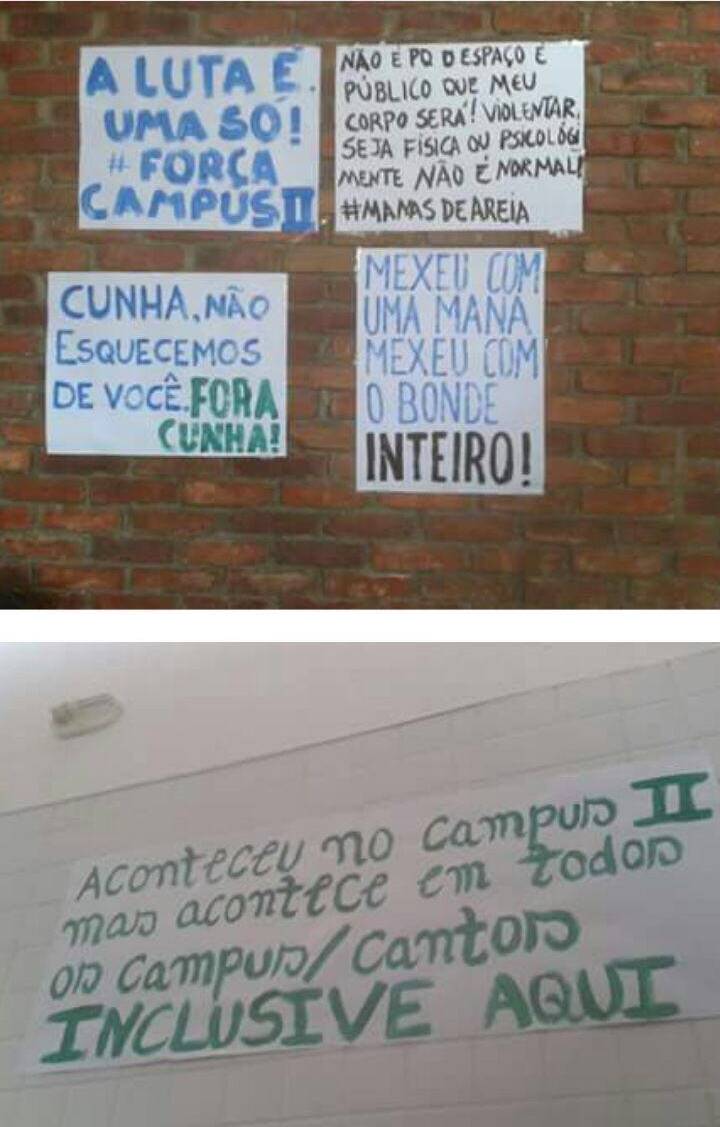 A LUTA É
UMA SÓ!
# FORÇA
CAMPUS II
NÃO É PQ O ESPAÇO É
PÚBLICO QUE MEU
CORPO SERÁ! VIOLENTAR,
SEJA FÍSICA OU PSICOLÓGI
MENTE NÃO É NORMAL!
#MANAS DE AREIA
CUNHA, NÃO
ESQUECEMOS
DE VOCÊ. FORA
CUNHA!
MEXEU COM
UMA MANA
MEXEU COM
O BONDE
INTEIRO!
Aconteceu no campus II
mas acontece em todos
os campus/cantos
INCLUSIVE AQUI